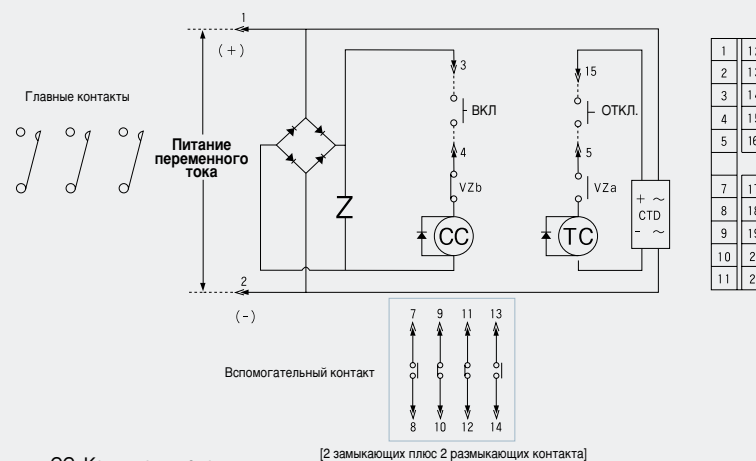 1
(+)
Главные контакты
Питание
переменного
тока
3
ВКЛ
4
VZb
CC
Z
15
ОТКЛ.
5
VZa
TC
+ ~
CTD
- ~
2
(-)
1
2
3
4
5
7
8
9
10
11
7 9 11 13
Вспомогательный контакт
8 10 12 14
[2 замыкающих плюс 2 размыкающих контакта]